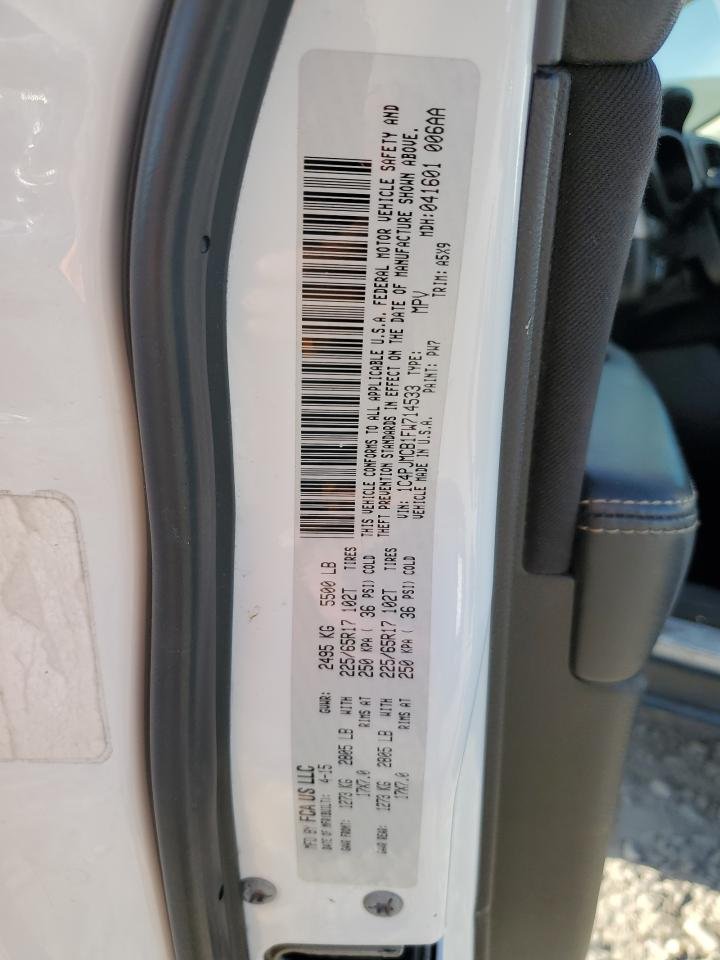 MFD BY: FCA US LLC
DATE OF MFR(BUILT): 4-15 GVWR: 2495 KG 5500 LB
GAWR FRONT: 1273 KG 2805 LB WITH 225/65R17 102T TIRES
17X7.0 RIMS AT 250 KPA ( 36 PSI) COLD
GAWR REAR: 1273 KG 2805 LB WITH 225/65R17 102T TIRES
17X7.0 RIMS AT 250 KPA ( 36 PSI) COLD
THIS VEHICLE CONFORMS TO ALL APPLICABLE U.S.A. FEDERAL MOTOR VEHICLE SAFETY AND
THEFT PREVENTION STANDARDS IN EFFECT ON THE DATE OF MANUFACTURE SHOWN ABOVE.
VIN: 1C4PJMCB1FW714533 TYPE: MPV MDH: 041601 006AA
VEHICLE MADE IN U.S.A. PAINT: PW7 TRIM: A5X9